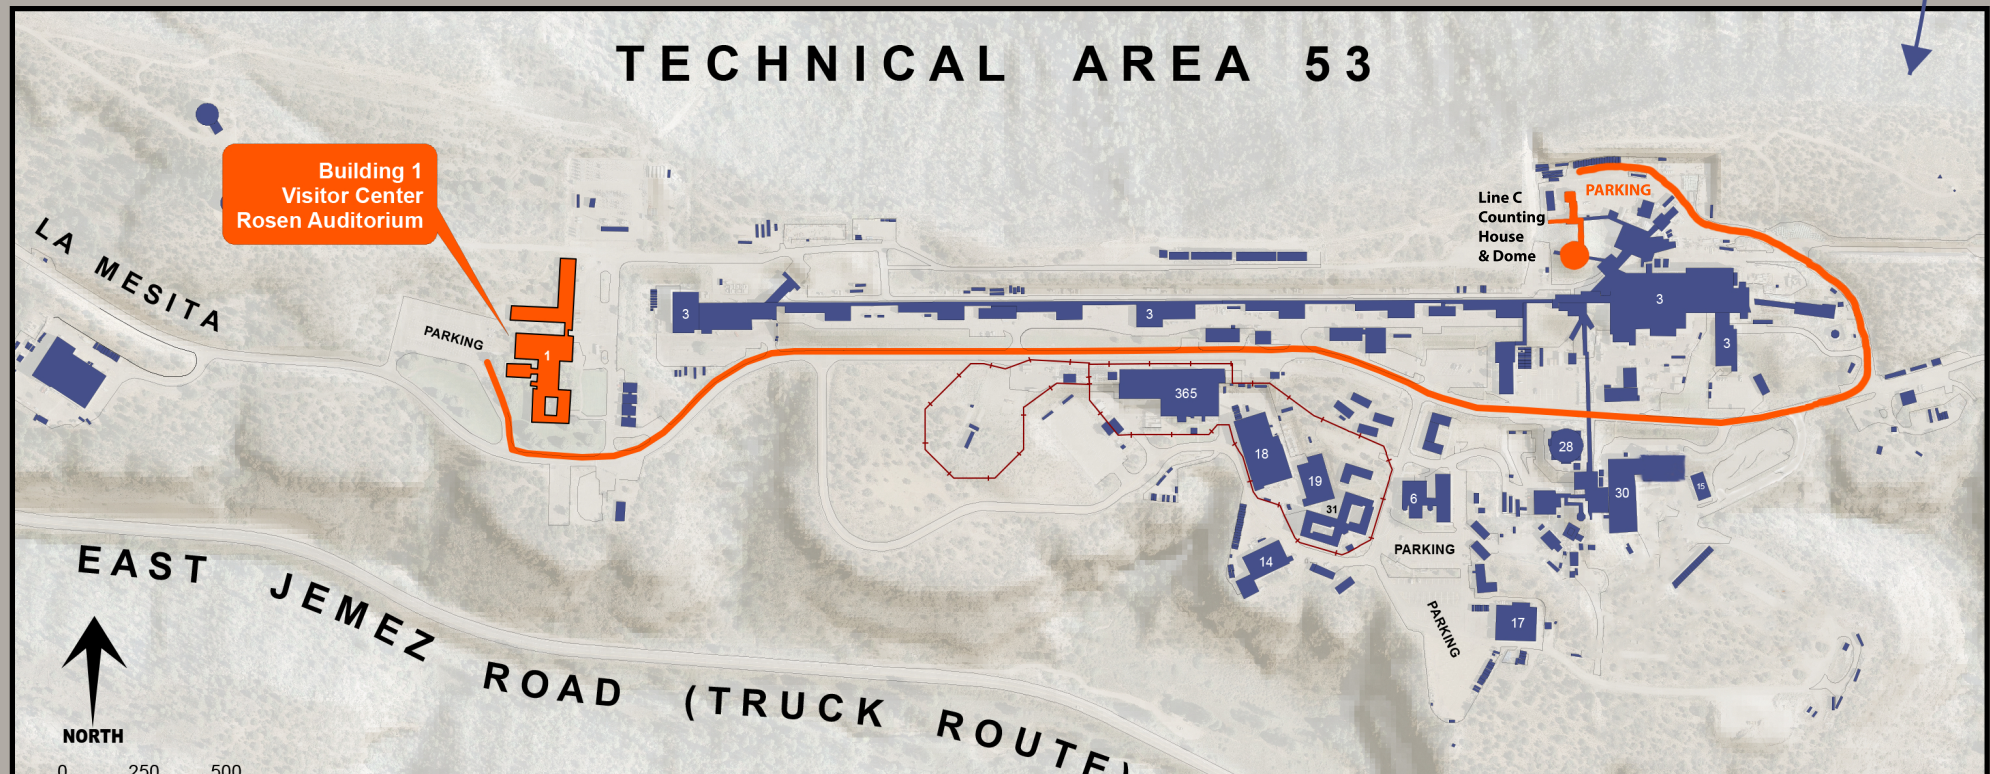 TECHNICAL AREA 53
Building 1
Visitor Center
Rosen Auditorium
PARKING
Line C
Counting
House
& Dome
LA MESITA
PARKING
1
3
3
3
3
365
18
19
31
14
6
28
30
15
PARKING
PARKING
17
EAST JEMEZ ROAD (TRUCK ROUTE)
NORTH
0 250 500